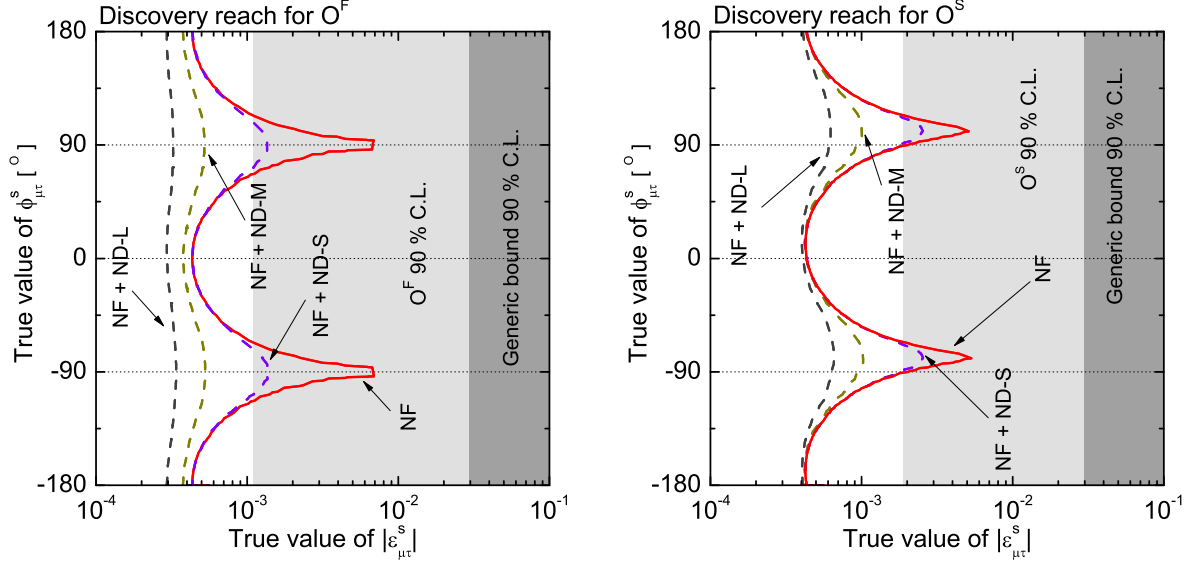 Discovery reach for O^F
180
90
0
-90
-180
True value of ϕ^s_μτ [ ° ]
NF + ND-L
NF + ND-M
NF + ND-S
NF
O^F 90 % C.L.
Generic bound 90 % C.L.
10^-4
10^-3
10^-2
10^-1
True value of |ε^s_μτ|
Discovery reach for O^S
180
90
0
-90
-180
True value of ϕ^s_μτ [ ° ]
NF + ND-L
NF + ND-M
NF + ND-S
NF
O^S 90 % C.L.
Generic bound 90 % C.L.
10^-4
10^-3
10^-2
10^-1
True value of |ε^s_μτ|